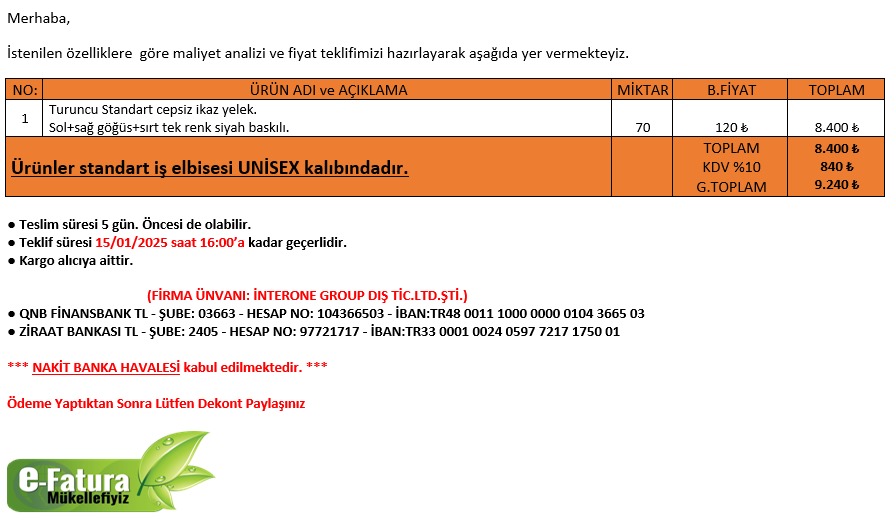 Merhaba,
İstenilen özelliklere göre maliyet analizi ve fiyat teklifimizi hazırlayarak aşağıda yer vermekteyiz.
NO: ÜRÜN ADI ve AÇIKLAMA MİKTAR B.FİYAT TOPLAM
1 Turuncu Standart cepsiz ikaz yelek.
Sol+sağ göğüs+sırt tek renk siyah baskılı. 70 120 ₺ 8.400 ₺
Ürünler standart iş elbisesi UNİSEX kalıbındadır.
TOPLAM 8.400 ₺
KDV %10 840 ₺
G.TOPLAM 9.240 ₺
● Teslim süresi 5 gün. Öncesi de olabilir.
● Teklif süresi 15/01/2025 saat 16:00’a kadar geçerlidir.
● Kargo alıcıya aittir.
(FİRMA ÜNVANI: İNTERONE GROUP DIŞ TİC.LTD.ŞTİ.)
● QNB FİNANSBANK TL - ŞUBE: 03663 - HESAP NO: 104366503 - İBAN:TR48 0011 1000 0000 0104 3665 03
● ZİRAAT BANKASI TL - ŞUBE: 2405 - HESAP NO: 97721717 - İBAN:TR33 0001 0024 0597 7217 1750 01
*** NAKİT BANKA HAVALESİ kabul edilmektedir. ***
Ödeme Yaptıktan Sonra Lütfen Dekont Paylaşınız
e-Fatura
Mükellefiyiz